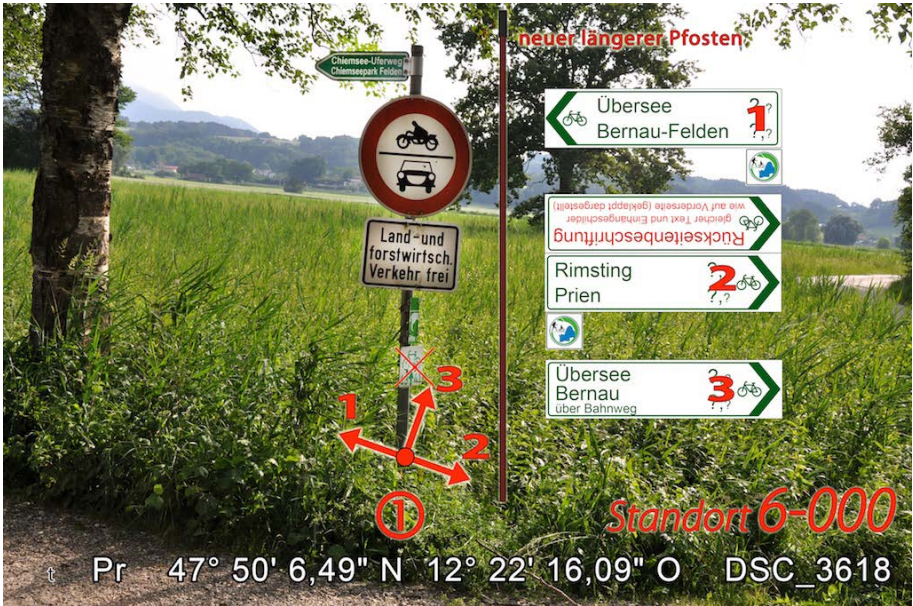 neuer längerer Pfosten
Chiemsee-Uferweg
Chiemseepark Felden
Übersee
Bernau-Felden
?,?
?,?
1
Land- und
forstwirtsch.
Verkehr frei
Rückseitenbeschriftung
gleicher Text und Einhängeschilder
wie auf Vorderseite (geklappt dargestellt)
Rimsting
Prien
?,?
?,?
2
Übersee
Bernau
über Bahnweg
?,?
?,?
3
1
3
2
1
Standort 6-000
t Pr 47° 50' 6,49" N 12° 22' 16,09" O DSC_3618